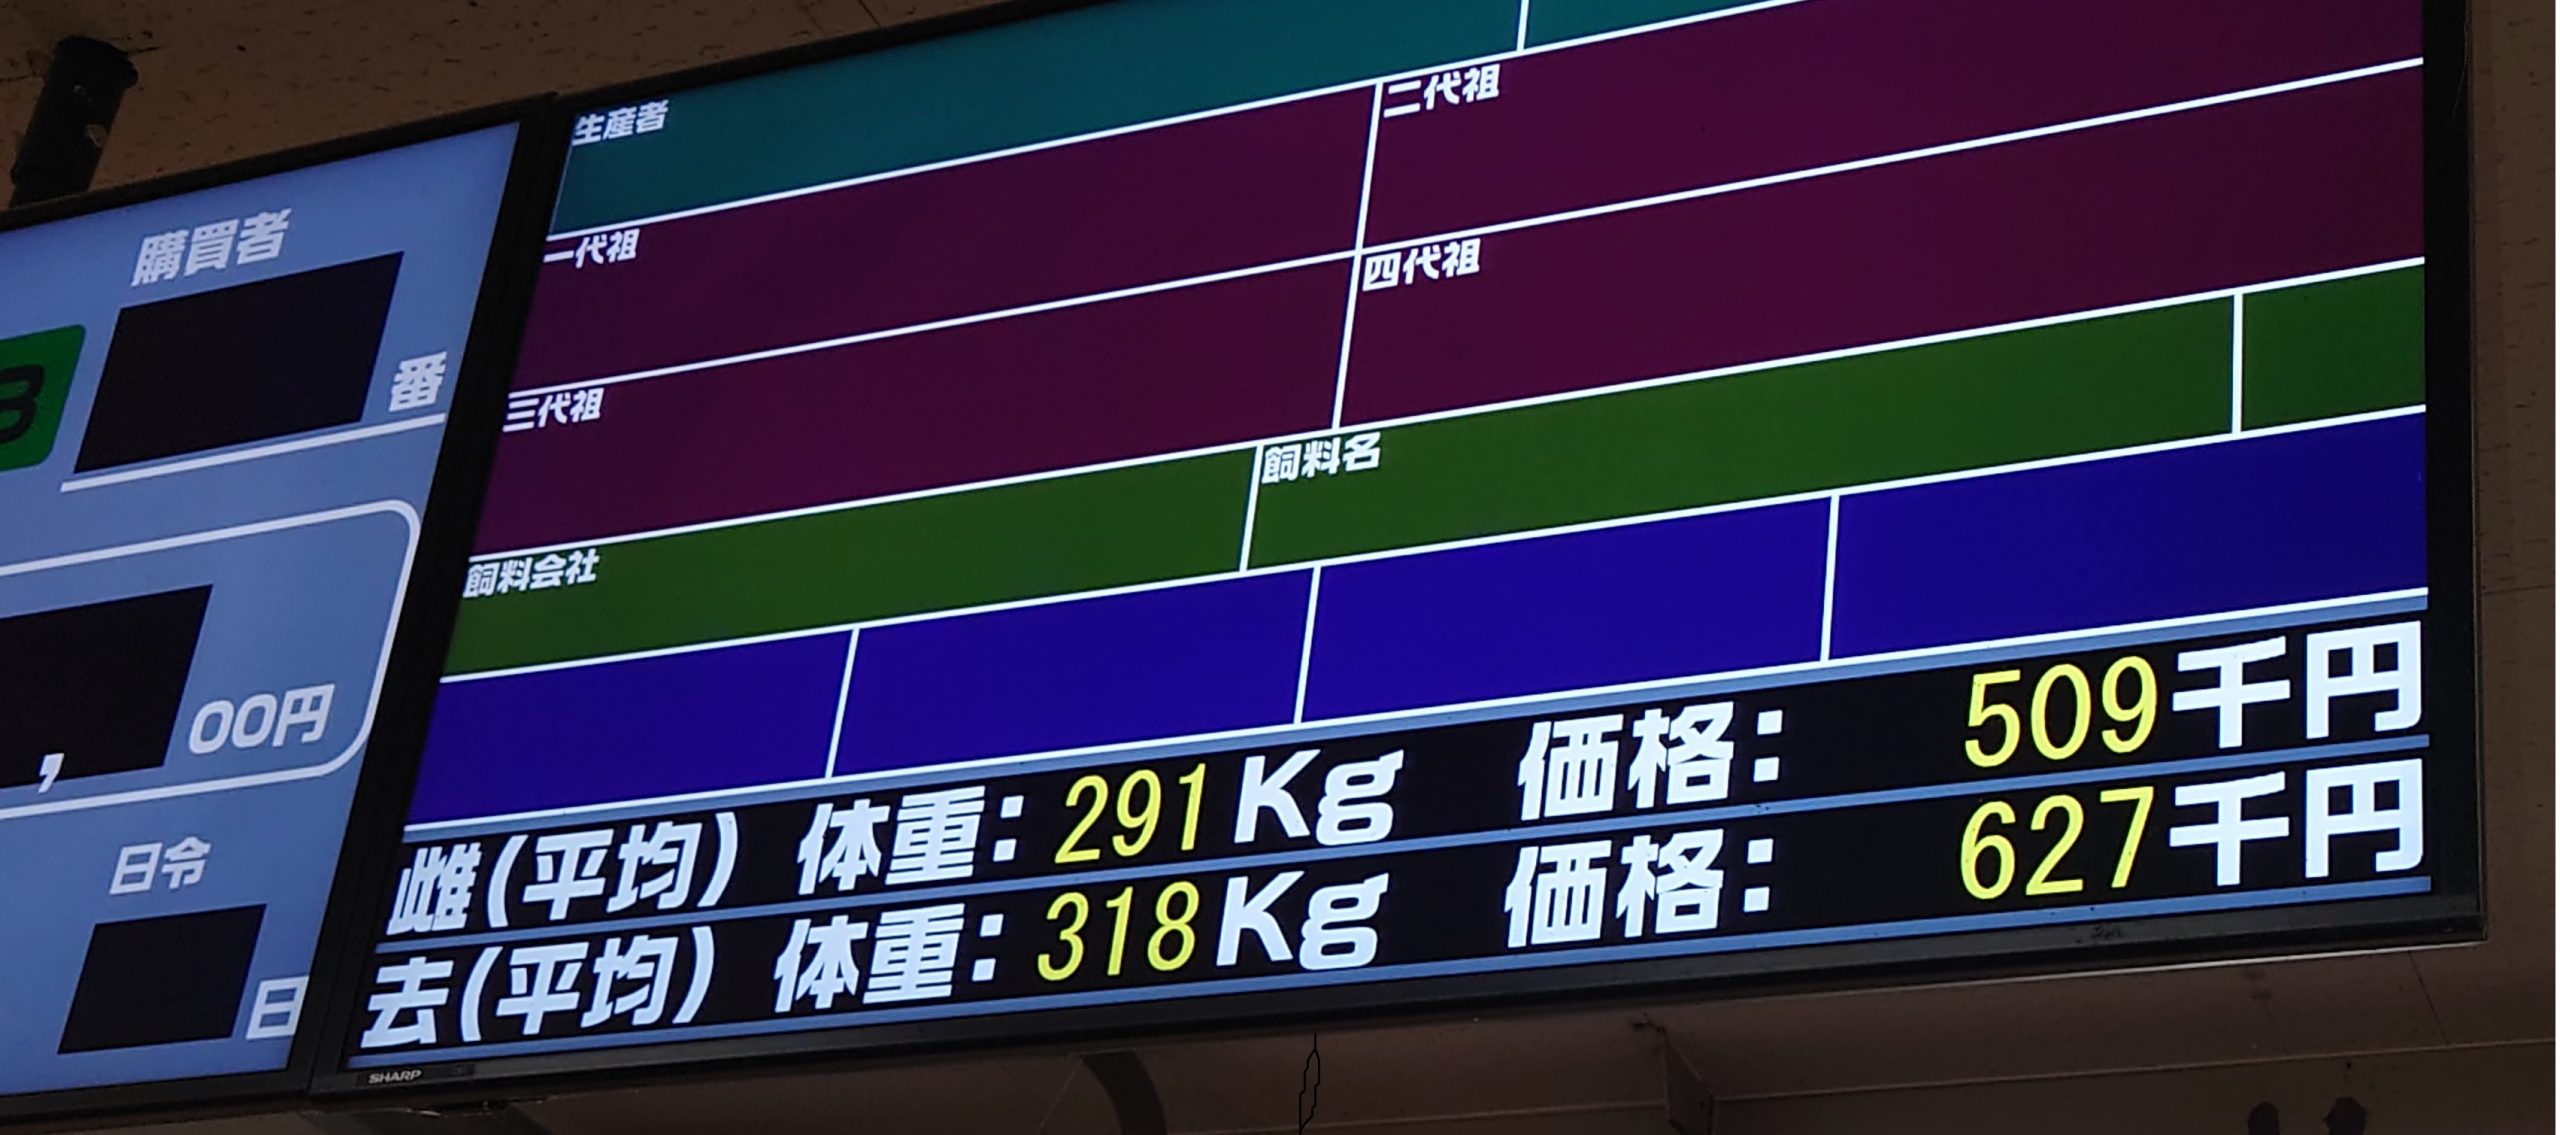 購買者
番
,
00円
日令
日
生産者
一代祖
二代祖
三代祖
四代祖
飼料会社
飼料名
雌(平均) 体重: 291Kg 価格: 509千円
去(平均) 体重: 318Kg 価格: 627千円
SHARP